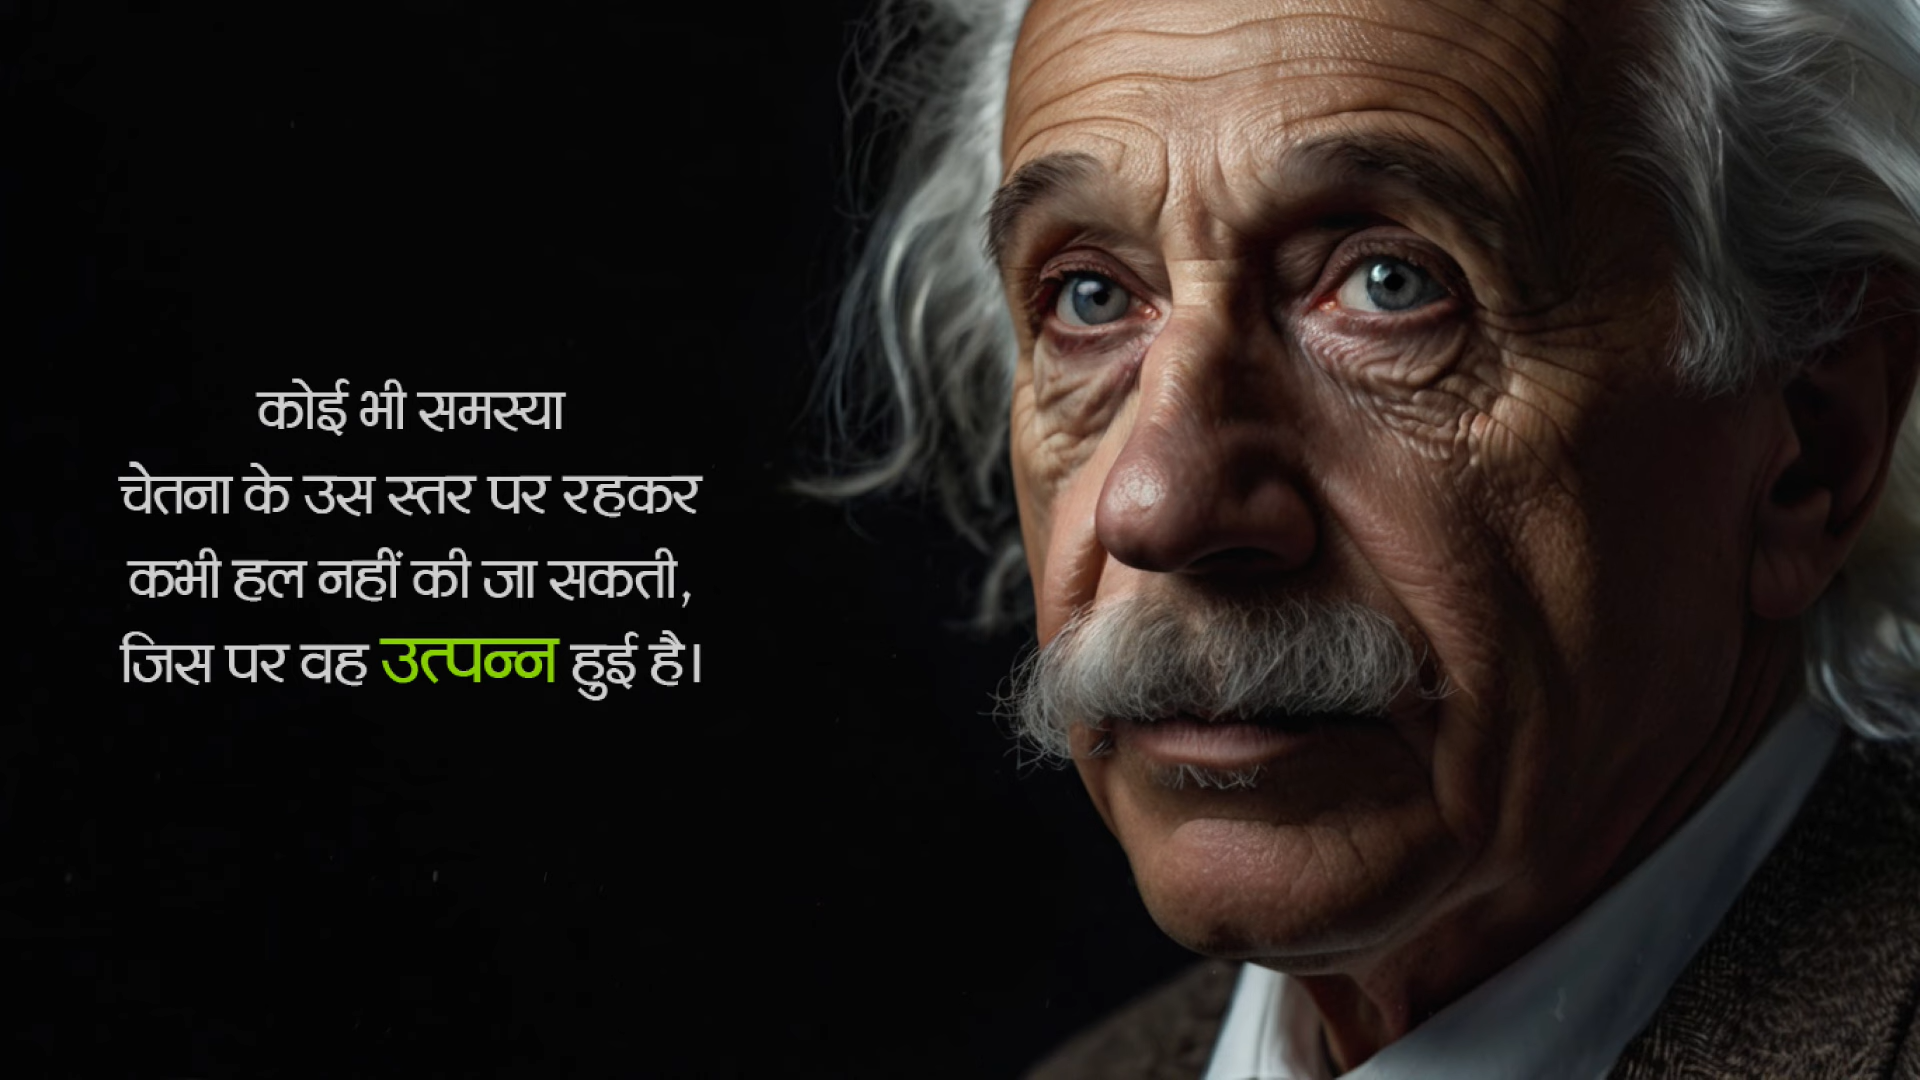 कोई भी समस्या
चेतना के उस स्तर पर रहकर
कभी हल नहीं की जा सकती,
जिस पर वह उत्पन्न हुई है।